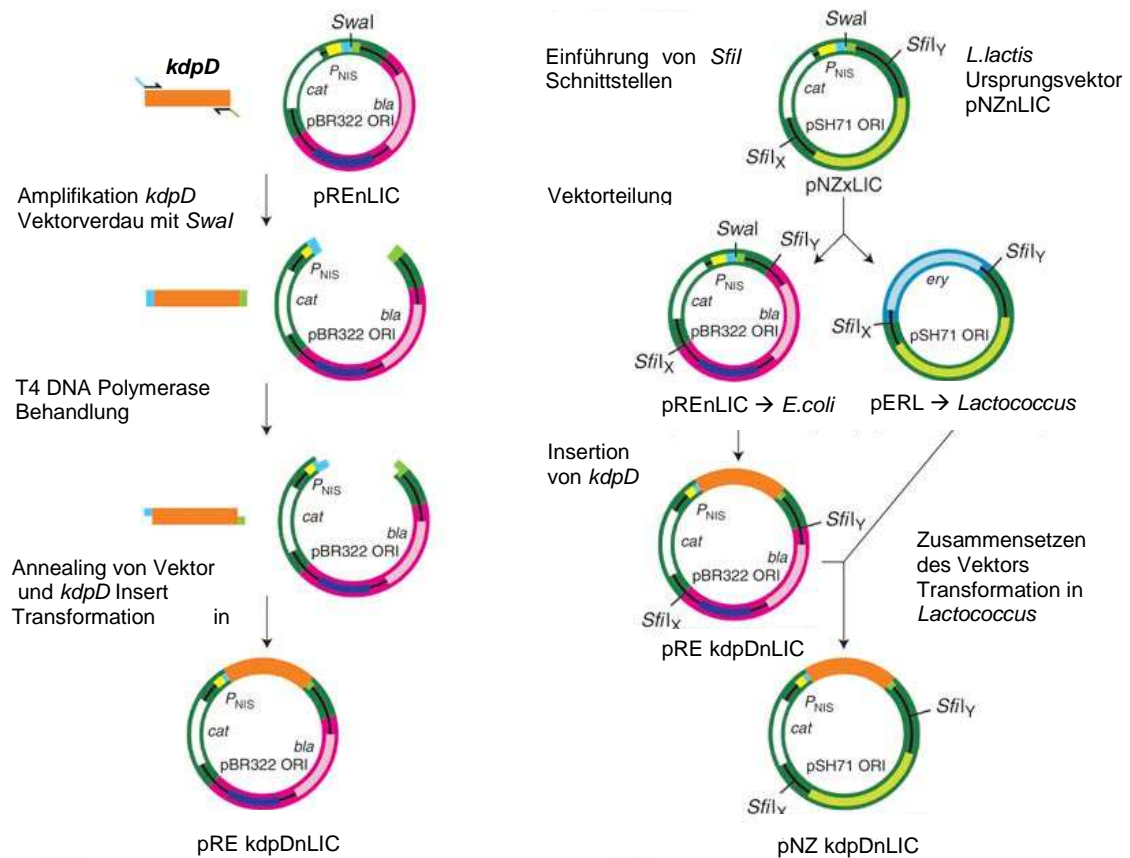 kdpD
SwaI
PNIS
cat
bla
pBR322 ORI
pREnLIC
Amplifikation kdpD
Vektorverdau mit SwaI
PNIS
cat
bla
pBR322 ORI
T4 DNA Polymerase
Behandlung
PNIS
cat
bla
pBR322 ORI
Annealing von Vektor
und kdpD Insert
Transformation in
PNIS
cat
bla
pBR322 ORI
pRE kdpDnLIC
Einführung von SfiI
Schnittstellen
SwaI
SfiIY
PNIS
cat
pSH71 ORI
SfiIX
pNZxLIC
L.lactis
Ursprungsvektor
pNZnLIC
Vektorteilung
SwaI
SfiIY
PNIS
cat
bla
pBR322 ORI
SfiIX
pREnLIC → E.coli
SfiIY
ery
SfiIX
pSH71 ORI
pERL → Lactococcus
Insertion
von kdpD
PNIS
SfiIY
cat
bla
pBR322 ORI
SfiIX
pRE kdpDnLIC
Zusammensetzen
des Vektors
Transformation in
Lactococcus
PNIS
SfiIY
cat
pSH71 ORI
SfiIX
pNZ kdpDnLIC